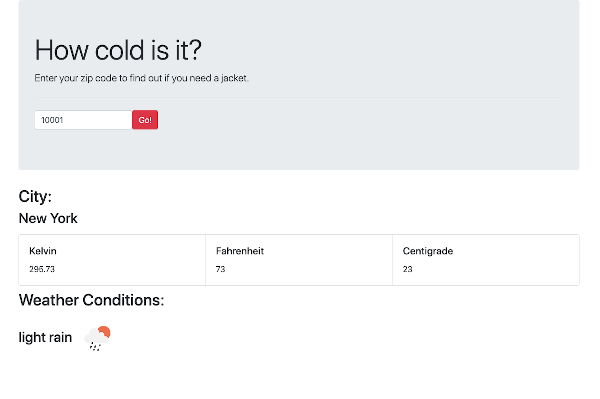 How cold is it?
Enter your zip code to find out if you need a jacket.
10001 Go!
City:
New York
Kelvin Fahrenheit Centigrade
295.73 73 23
Weather Conditions:
light rain